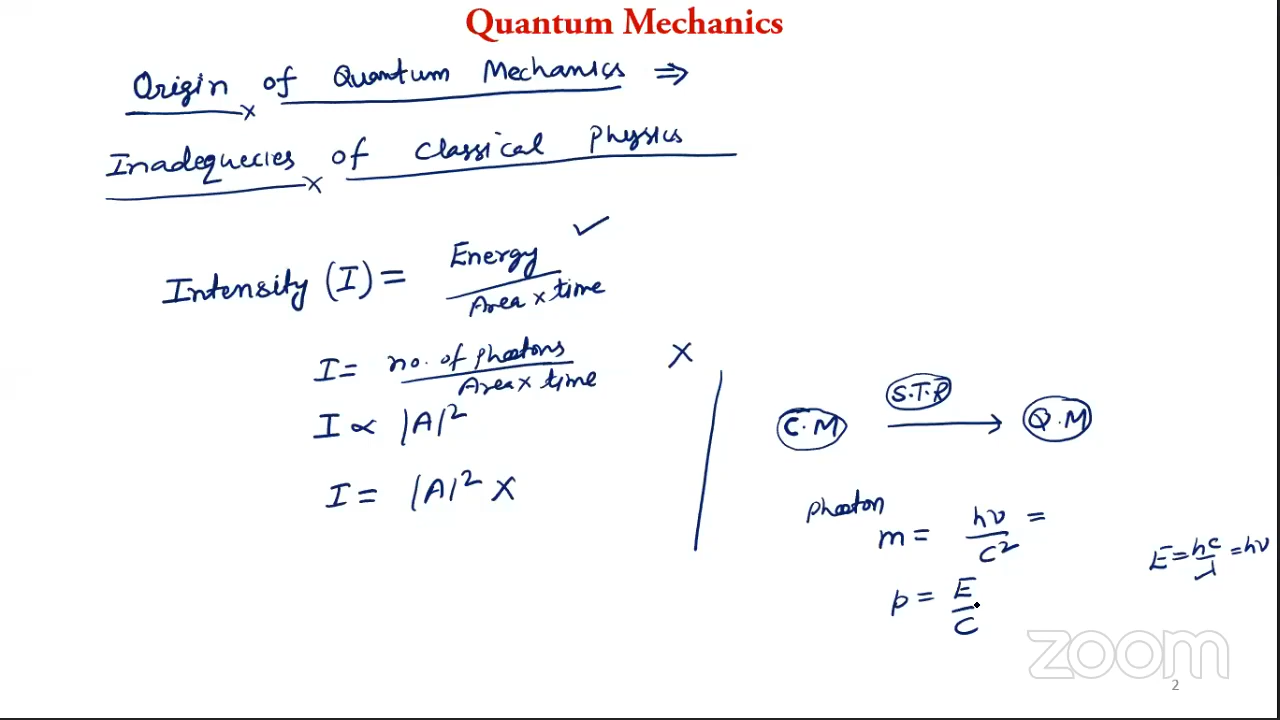 Quantum Mechanics
Origin of Quantum Mechanics ⇒
Inadequecies of Classical Physics
Intensity (I) = Energy / Area × time ✓
I = no. of photons / Area × time X
I ∝ |A|²
I = |A|² X
C.M → S.T.R → Q.M
photon
m = hν / C² =
E = hc / λ = hν
p = E / C
zoom
2